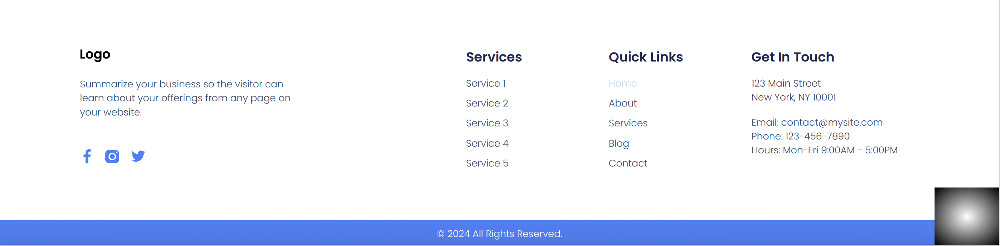 Logo
Summarize your business so the visitor can
learn about your offerings from any page on
your website.
Services
Service 1
Service 2
Service 3
Service 4
Service 5
Quick Links
Home
About
Services
Blog
Contact
Get In Touch
123 Main Street
New York, NY 10001
Email: contact@mysite.com
Phone: 123-456-7890
Hours: Mon-Fri 9:00AM - 5:00PM
© 2024 All Rights Reserved.